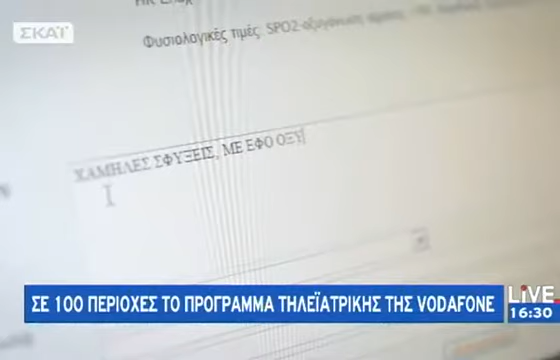 ΣΚΑΪ
Φυσιολογικές τιμές: SPO2-οξυγόνωση
ΧΑΜΗΛΕΣ ΣΦΥΞΕΙΣ, ΜΕ ΕΦΟ ΟΞΥ
ΣΕ 100 ΠΕΡΙΟΧΕΣ ΤΟ ΠΡΟΓΡΑΜΜΑ ΤΗΛΕΪΑΤΡΙΚΗΣ ΤΗΣ VODAFONE
LiVE
16:30